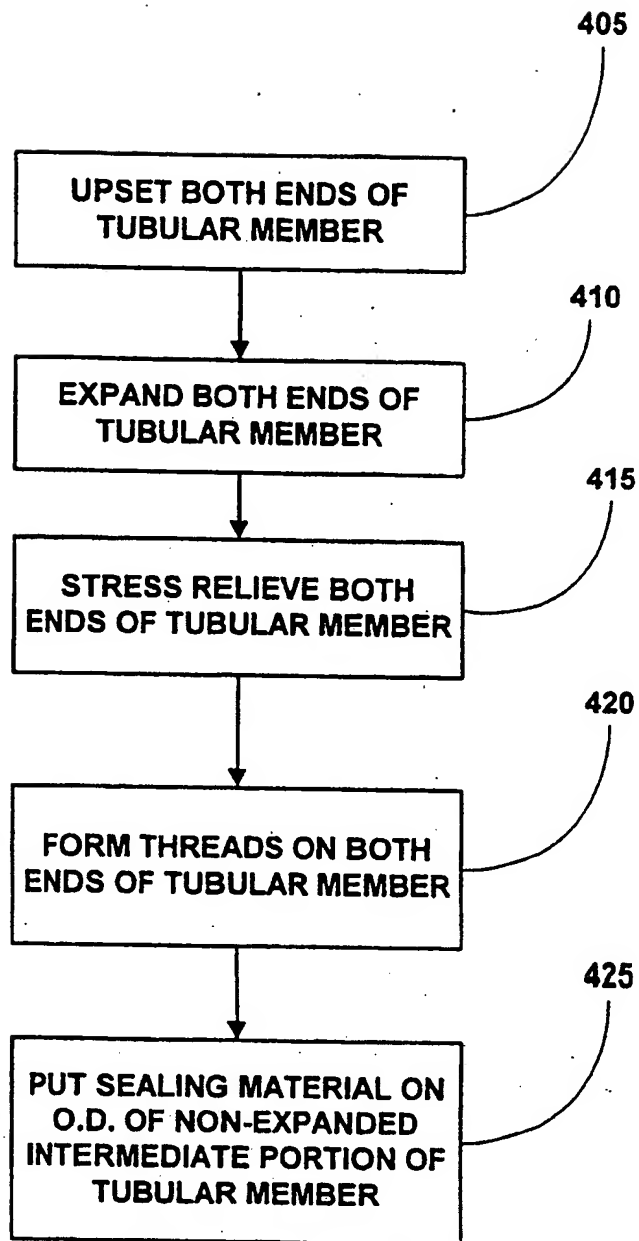 405
UPSET BOTH ENDS OF
TUBULAR MEMBER
410
EXPAND BOTH ENDS OF
TUBULAR MEMBER
415
STRESS RELIEVE BOTH
ENDS OF TUBULAR MEMBER
420
FORM THREADS ON BOTH
ENDS OF TUBULAR MEMBER
425
PUT SEALING MATERIAL ON
O.D. OF NON-EXPANDED
INTERMEDIATE PORTION OF
TUBULAR MEMBER